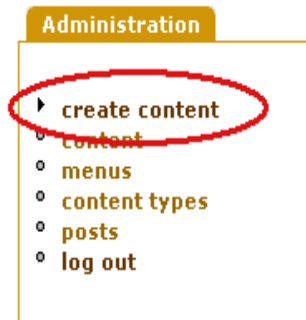 Administration
create content
content
menus
content types
posts
log out